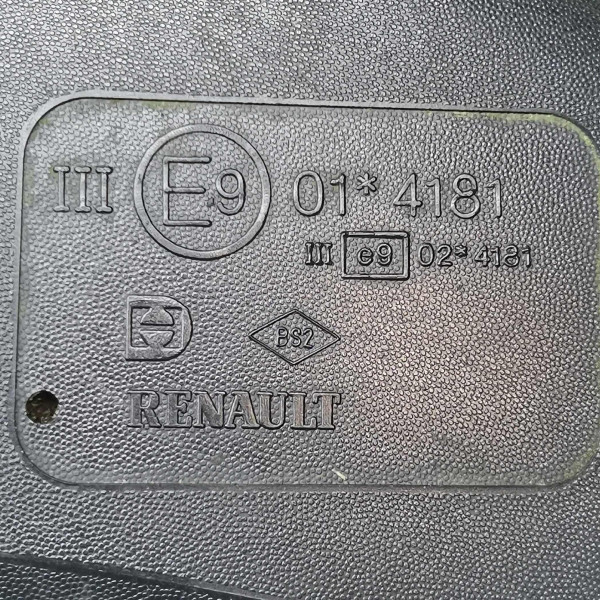 III E9 01* 4181
III e9 02* 4181
BS2
RENAULT